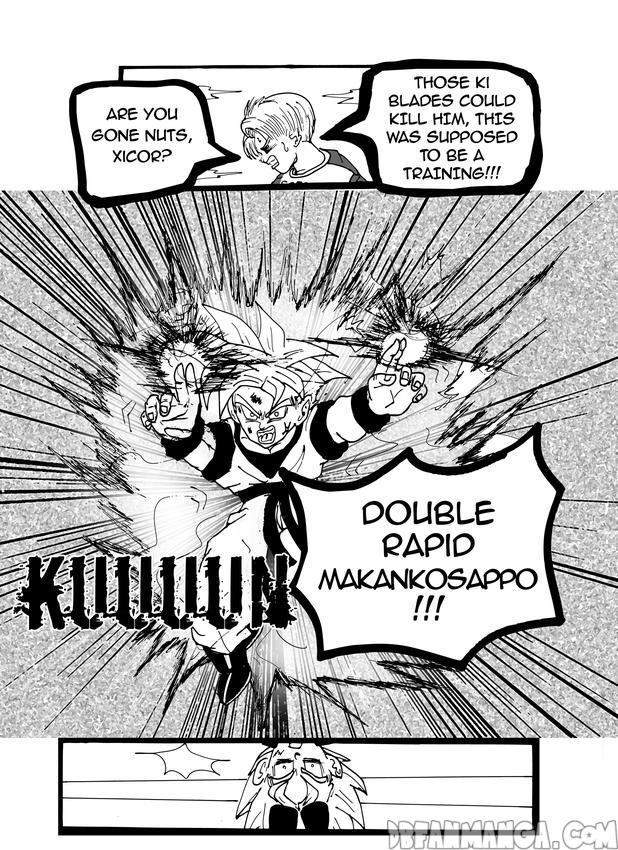 ARE YOU
GONE NUTS,
XICOR?
THOSE KI
BLADES COULD
KILL HIM, THIS
WAS SUPPOSED
TO BE A
TRAINING!!!
DOUBLE
RAPID
MAKANKOSAPPO
!!!
KUUUUN
DBFANMANGA.COM